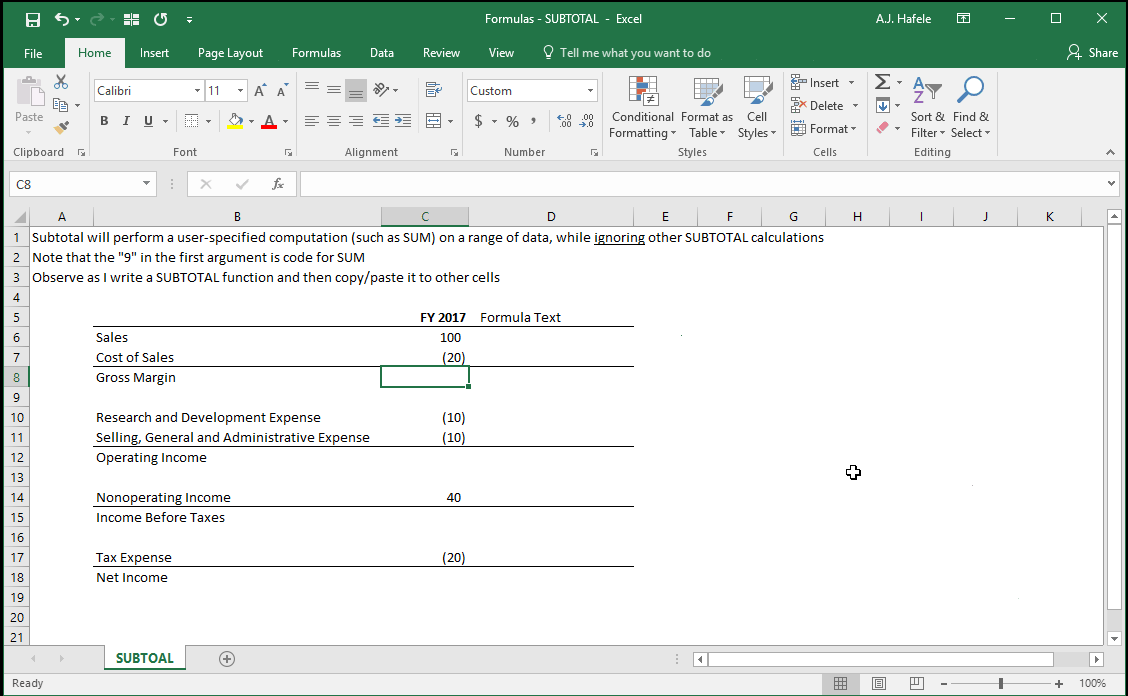 Formulas - SUBTOTAL - Excel
A.J. Hafele
File Home Insert Page Layout Formulas Data Review View Tell me what you want to do Share
Paste
Calibri 11
B I U A
Custom
$ % , .00 .0
Conditional Formatting
Format as Table
Cell Styles
Insert
Delete
Format
Sort & Filter
Find & Select
Clipboard Font Alignment Number Styles Cells Editing
C8 fx
A B C D E F G H I J K
1 Subtotal will perform a user-specified computation (such as SUM) on a range of data, while ignoring other SUBTOTAL calculations
2 Note that the "9" in the first argument is code for SUM
3 Observe as I write a SUBTOTAL function and then copy/paste it to other cells
4
5 FY 2017 Formula Text
6 Sales 100
7 Cost of Sales (20)
8 Gross Margin
9
10 Research and Development Expense (10)
11 Selling, General and Administrative Expense (10)
12 Operating Income
13
14 Nonoperating Income 40
15 Income Before Taxes
16
17 Tax Expense (20)
18 Net Income
19
20
21
SUBTOAL
Ready 100%